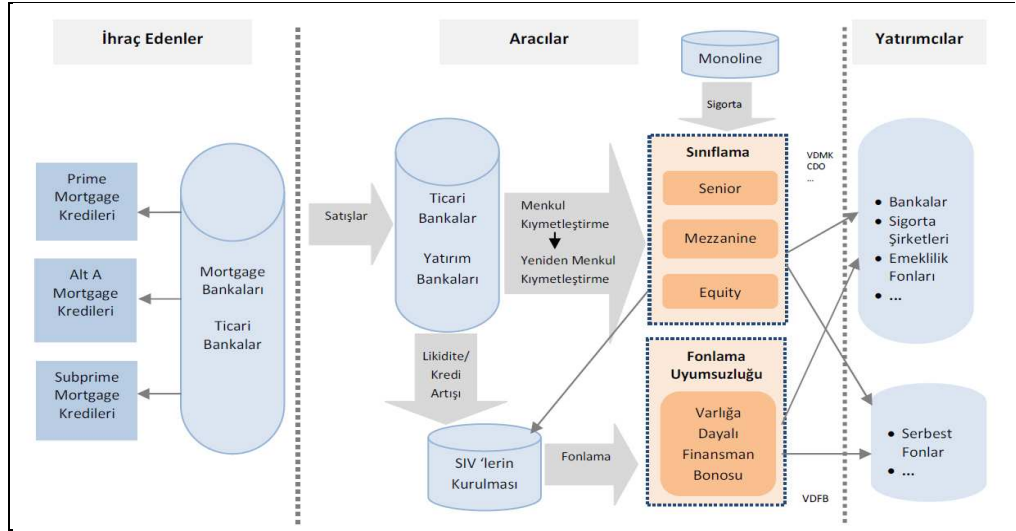 İhraç Edenler
Aracılar
Yatırımcılar
Monoline
Sigorta
Prime
Mortgage
Kredileri
Alt A
Mortgage
Kredileri
Subprime
Mortgage
Kredileri
Mortgage
Bankaları
Ticari
Bankalar
Satışlar
Ticari
Bankalar
Yatırım
Bankaları
Menkul
Kıymetleştirme
Yeniden Menkul
Kıymetleştirme
Likidite/
Kredi
Artışı
SIV ‘lerin
Kurulması
Fonlama
Sınıflama
Senior
Mezzanine
Equity
VDMK
CDO
...
Fonlama
Uyumsuzluğu
Varlığa
Dayalı
Finansman
Bonosu
VDFB
• Bankalar
• Sigorta
Şirketleri
• Emeklilik
Fonları
• ...
• Serbest
Fonlar
• ...